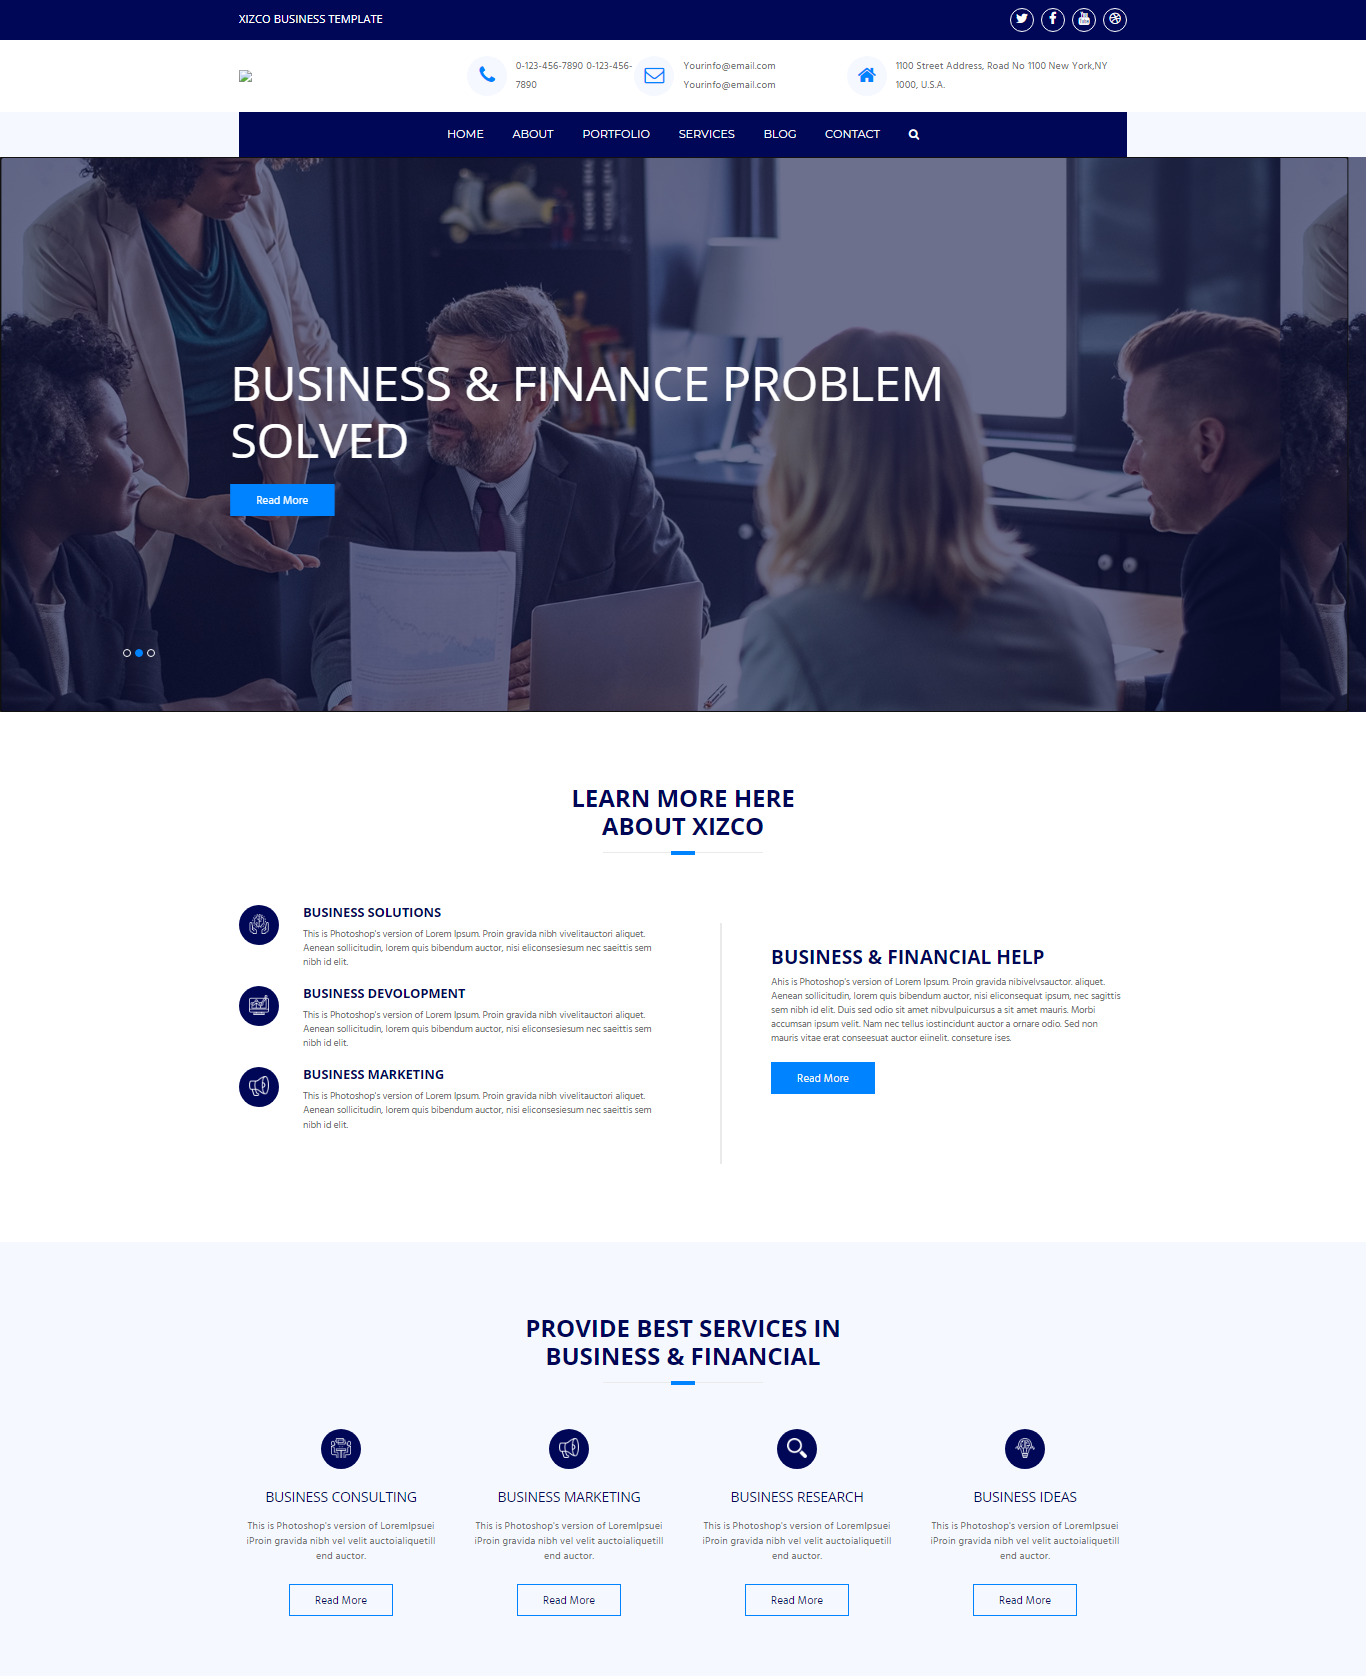 XIZCO BUSINESS TEMPLATE
0-123-456-7890 0-123-456-
7890
Yourinfo@email.com
Yourinfo@email.com
1100 Street Address, Road No 1100 New York,NY
1000, U.S.A.
HOME ABOUT PORTFOLIO SERVICES BLOG CONTACT
BUSINESS & FINANCE PROBLEM
SOLVED
Read More
LEARN MORE HERE
ABOUT XIZCO
BUSINESS SOLUTIONS
This is Photoshop's version of Lorem Ipsum. Proin gravida nibh vivelitauctori aliquet.
Aenean sollicitudin, lorem quis bibendum auctor, nisi eliconsesiesum nec saeittis sem
nibh id elit.
BUSINESS DEVOLOPMENT
This is Photoshop's version of Lorem Ipsum. Proin gravida nibh vivelitauctori aliquet.
Aenean sollicitudin, lorem quis bibendum auctor, nisi eliconsesiesum nec saeittis sem
nibh id elit.
BUSINESS MARKETING
This is Photoshop's version of Lorem Ipsum. Proin gravida nibh vivelitauctori aliquet.
Aenean sollicitudin, lorem quis bibendum auctor, nisi eliconsesiesum nec saeittis sem
nibh id elit.
BUSINESS & FINANCIAL HELP
Ahis is Photoshop's version of Lorem Ipsum. Proin gravida nibivelvsauctor. aliquet.
Aenean sollicitudin, lorem quis bibendum auctor, nisi eliconsequat ipsum, nec sagittis
sem nibh id elit. Duis sed odio sit amet nibvulpuicursus a sit amet mauris. Morbi
accumsan ipsum velit. Nam nec tellus iostincidunt auctor a ornare odio. Sed non
mauris vitae erat conseesuat auctor eiinelit. conseture ises.
Read More
PROVIDE BEST SERVICES IN
BUSINESS & FINANCIAL
BUSINESS CONSULTING
This is Photoshop's version of LoremIpsuei
iProin gravida nibh vel velit auctoialiquetill
end auctor.
Read More
BUSINESS MARKETING
This is Photoshop's version of LoremIpsuei
iProin gravida nibh vel velit auctoialiquetill
end auctor.
Read More
BUSINESS RESEARCH
This is Photoshop's version of LoremIpsuei
iProin gravida nibh vel velit auctoialiquetill
end auctor.
Read More
BUSINESS IDEAS
This is Photoshop's version of LoremIpsuei
iProin gravida nibh vel velit auctoialiquetill
end auctor.
Read More